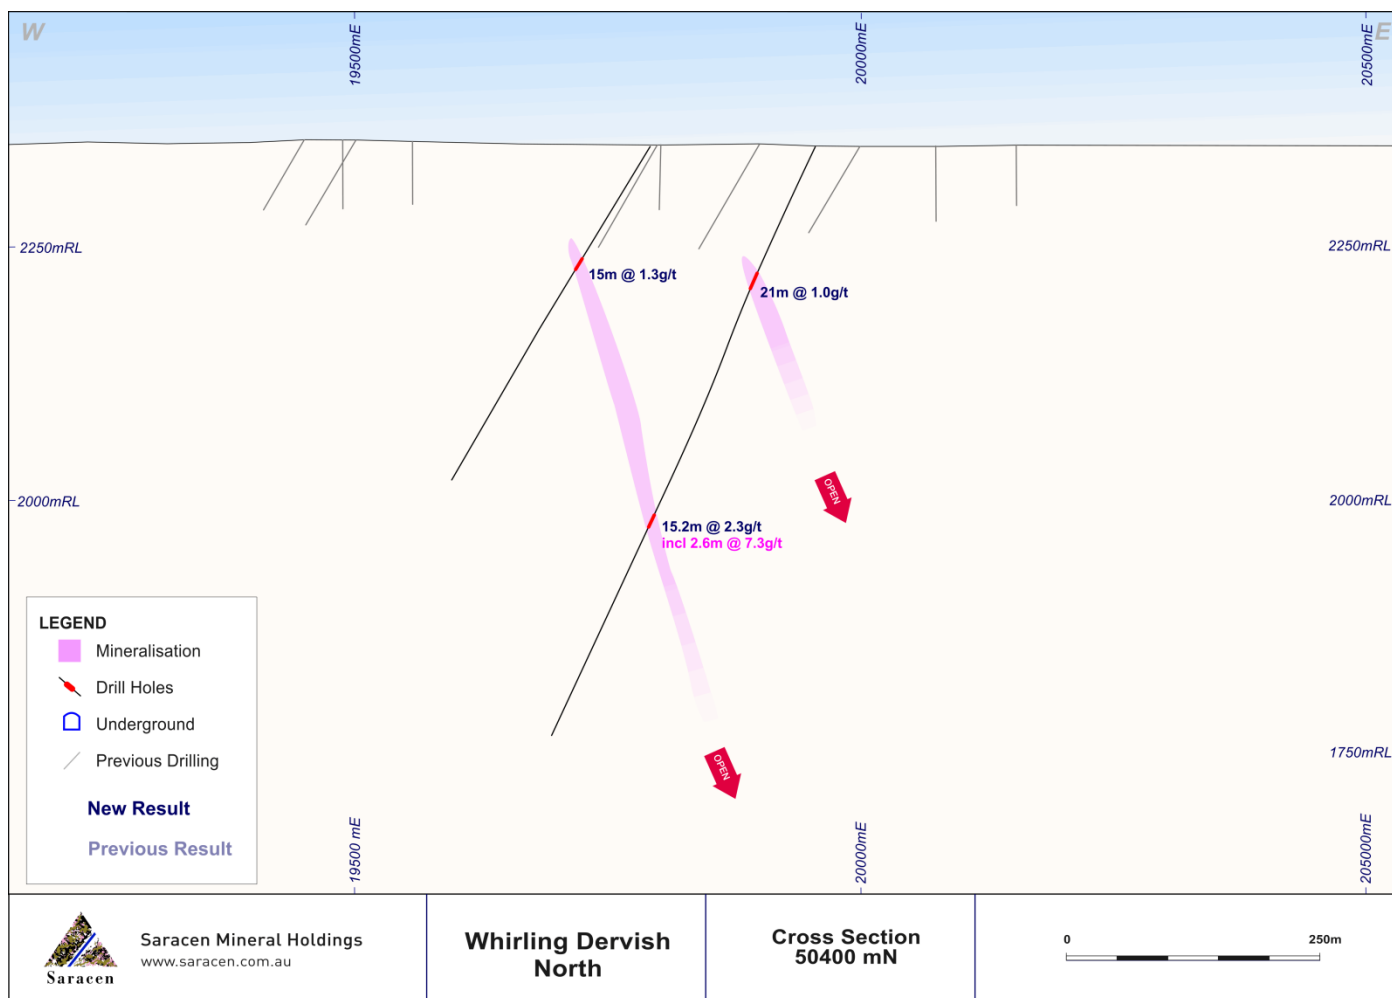 W
19500mE
20000mE
20500mE
E
2250mRL
2250mRL
15m @ 1.3g/t
21m @ 1.0g/t
2000mRL
2000mRL
OPEN
15.2m @ 2.3g/t
incl 2.6m @ 7.3g/t
1750mRL
OPEN
LEGEND
Mineralisation
Drill Holes
Underground
Previous Drilling
New Result
Previous Result
19500 mE
20000mE
205000mE
Saracen
Saracen Mineral Holdings
www.saracen.com.au
Whirling Dervish
North
Cross Section
50400 mN
0
250m